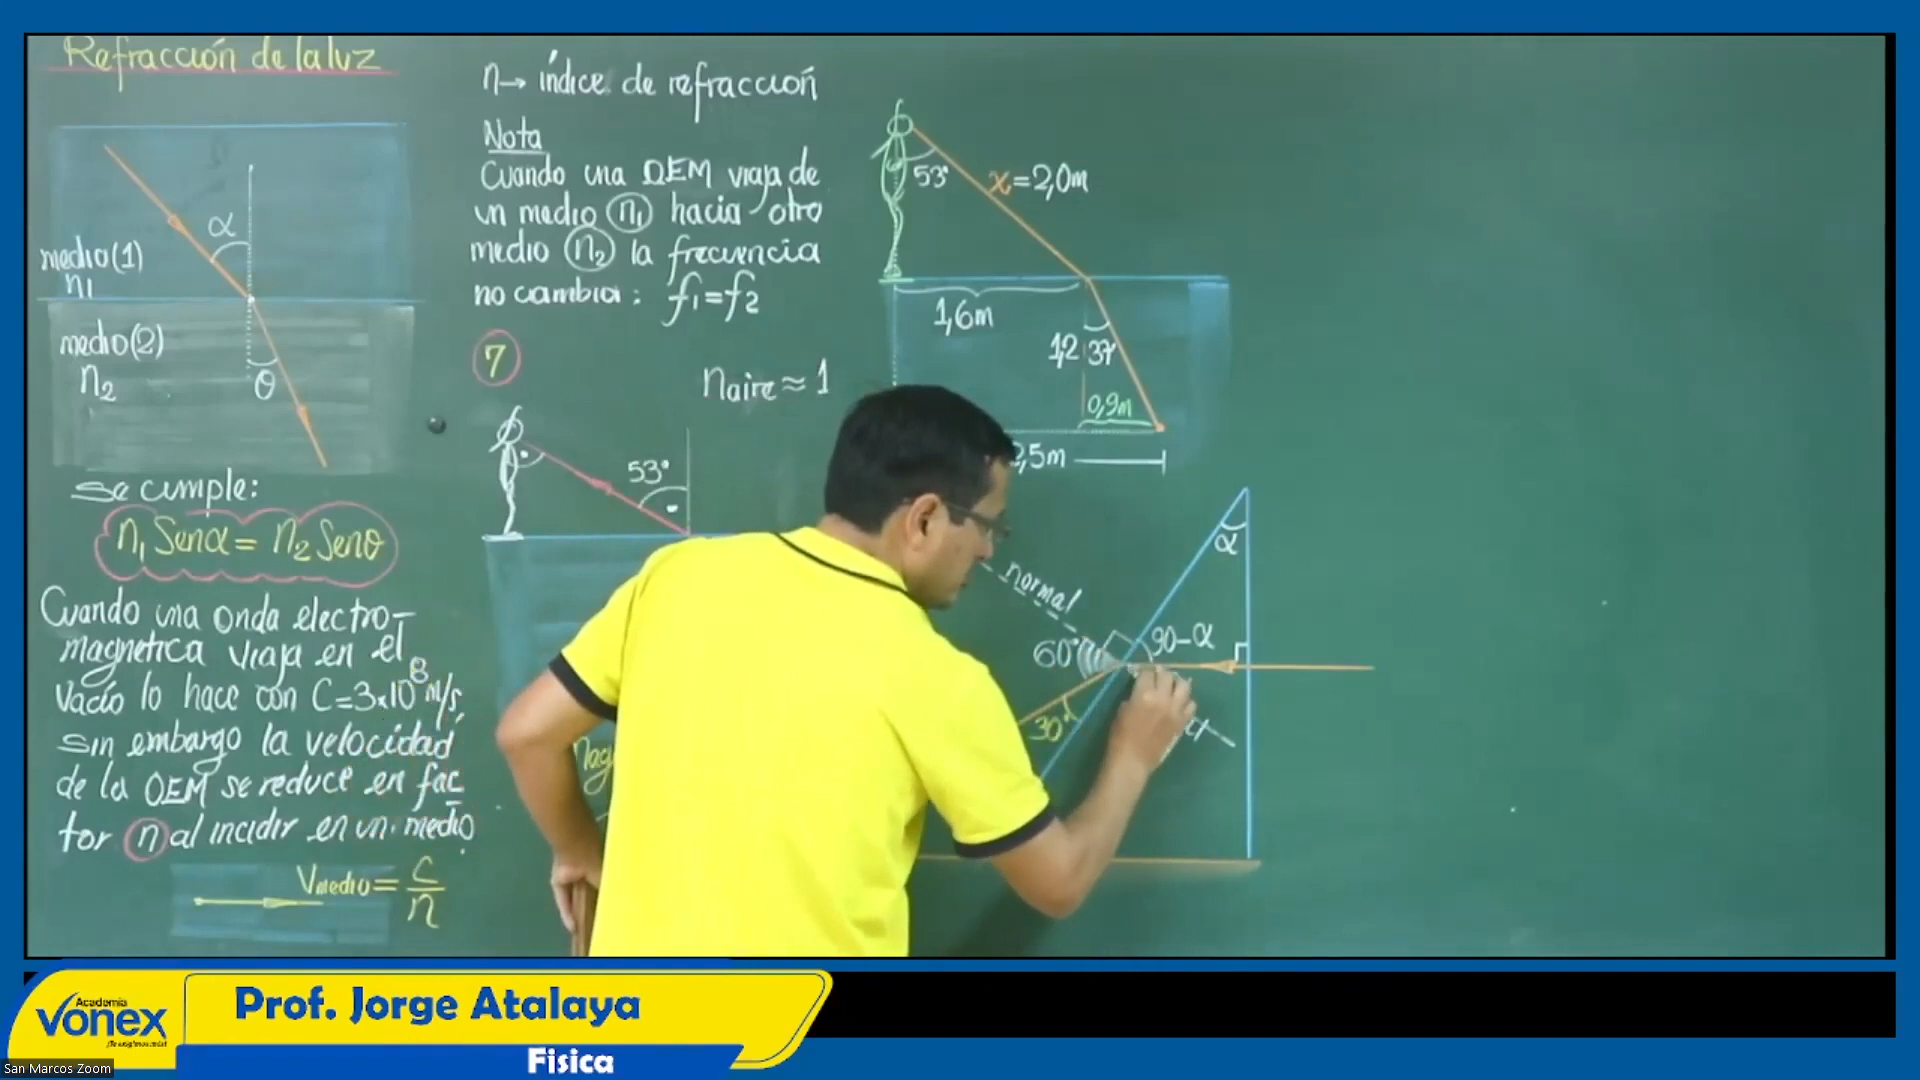 Refracción de la luz
medio(1)
n1
α
medio(2)
n2
θ
se cumple:
n1 Senα = n2 Senθ
Cuando una onda electro-
magnetica viaja en el
vacío lo hace con C=3x10^8 m/s
sin embargo la velocidad
de la OEM se reduce en fac-
tor n al incidir en un medio
Vmedio = C/n
n → índice de refracción
Nota
Cuando una OEM viaja de
un medio n1 hacia otro
medio n2 la frecuencia
no cambia: f1=f2
7
naire ≈ 1
53°
53°
x=2,0m
1,6m
1,2
37
0,9m
2,5m
normal
α
90-α
60°
30°
Academia
Vonex
Prof. Jorge Atalaya
Fisica
San Marcos Zoom